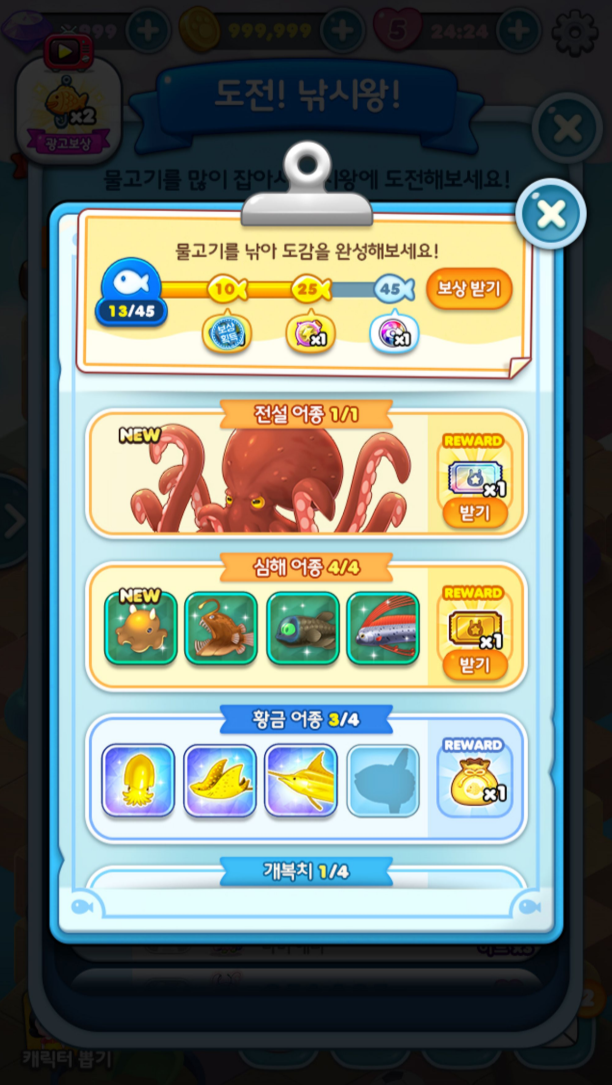 999
999,999
5
24:24
x2
광고보상
도전! 낚시왕!
물고기를 많이 잡아서 낚시왕에 도전해보세요!
물고기를 낚아 도감을 완성해보세요!
13/45
10
25
45
보상 받기
보상
획득
x1
x1
전설 어종 1/1
NEW
REWARD
x1
받기
심해 어종 4/4
NEW
REWARD
x1
받기
황금 어종 3/4
REWARD
x1
개복치 1/4
캐릭터 뽑기
2